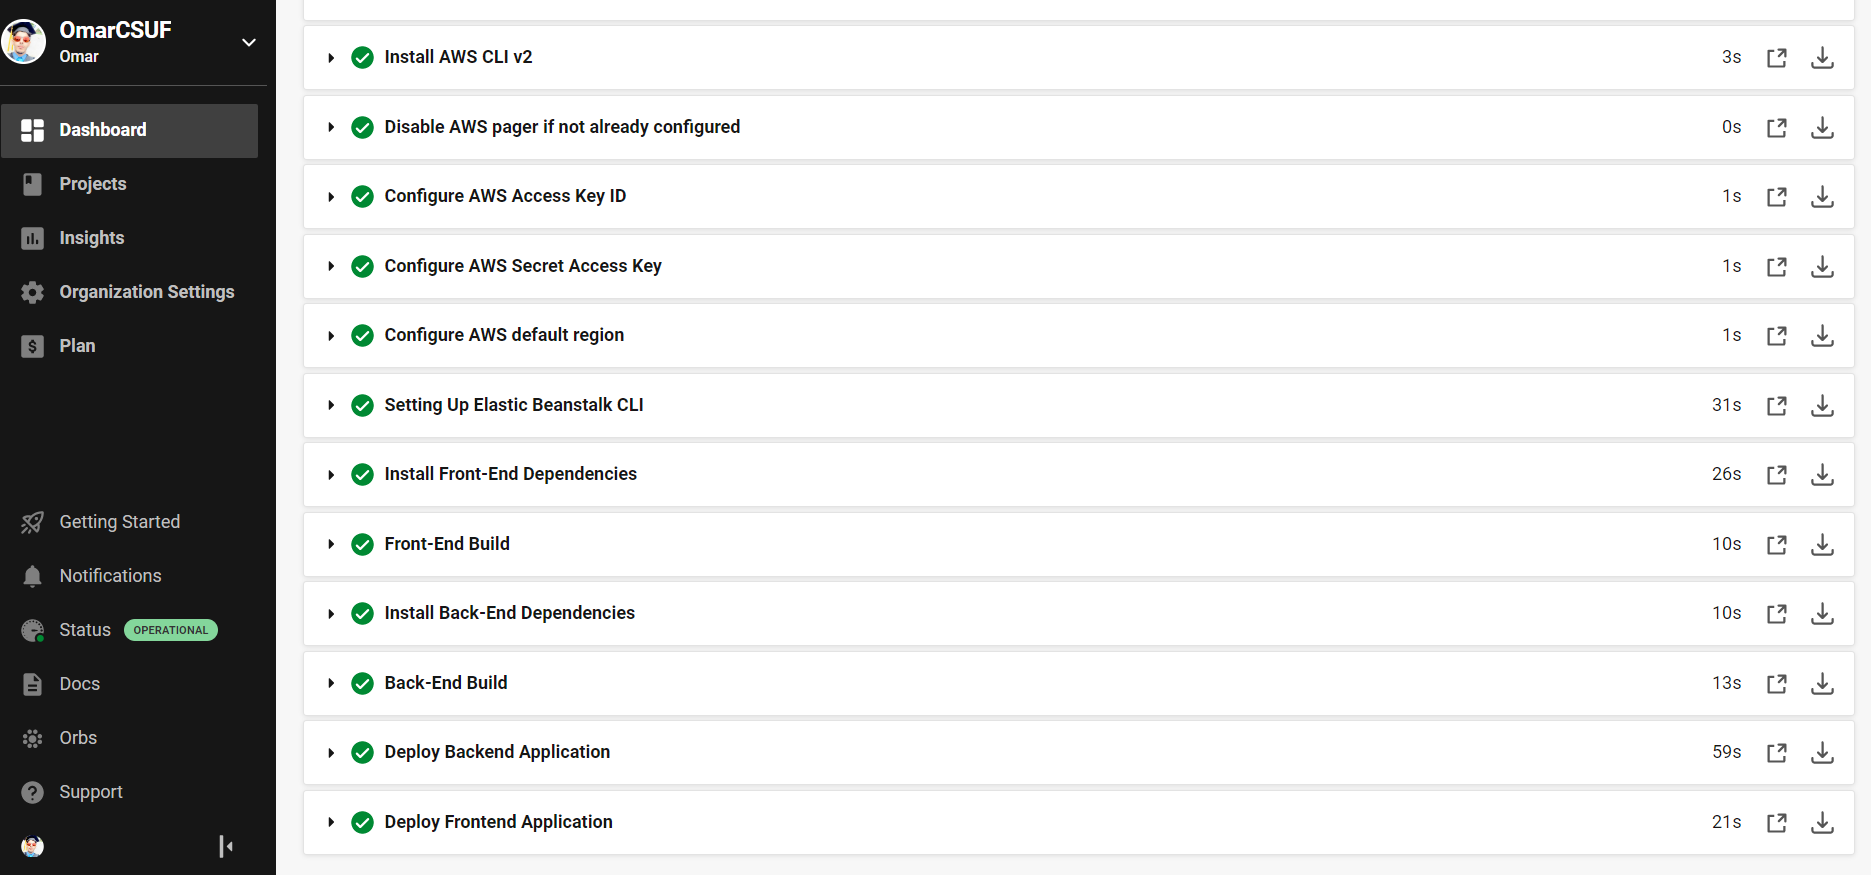 OmarCSUF
Omar
Dashboard
Projects
Insights
Organization Settings
Plan
Getting Started
Notifications
Status OPERATIONAL
Docs
Orbs
Support
Install AWS CLI v2 3s
Disable AWS pager if not already configured 0s
Configure AWS Access Key ID 1s
Configure AWS Secret Access Key 1s
Configure AWS default region 1s
Setting Up Elastic Beanstalk CLI 31s
Install Front-End Dependencies 26s
Front-End Build 10s
Install Back-End Dependencies 10s
Back-End Build 13s
Deploy Backend Application 59s
Deploy Frontend Application 21s